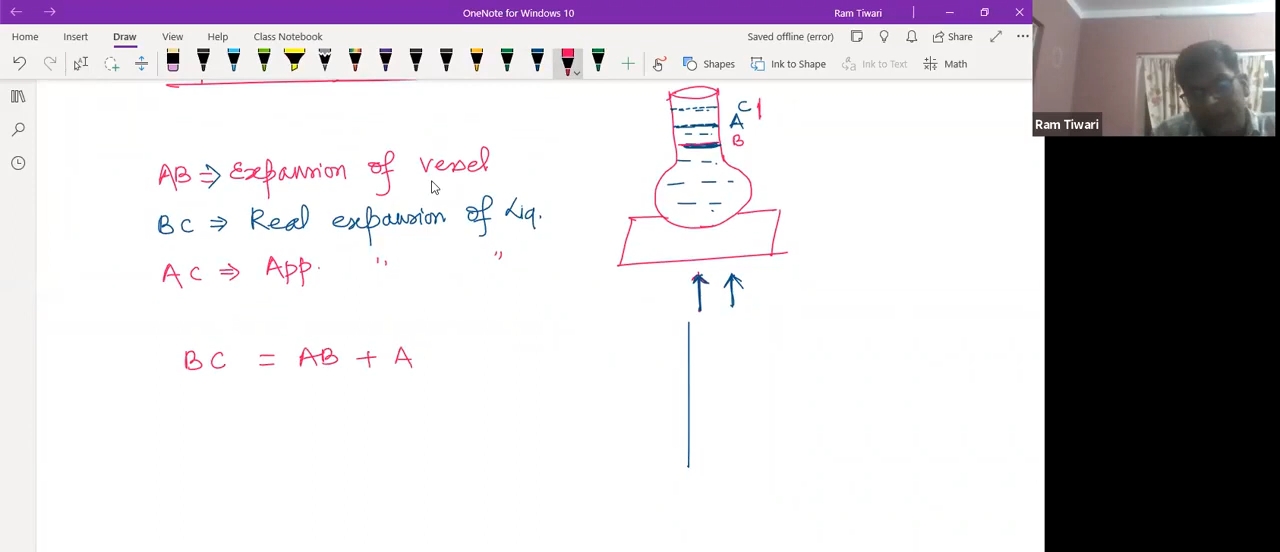 OneNote for Windows 10
Ram Tiwari
Home Insert Draw View Help Class Notebook
Saved offline (error)
Share
Shapes
Ink to Shape
Ink to Text
Math
Ram Tiwari
C
A
B
AB ⇒ Expansion of vessel
BC ⇒ Real expansion of Liq.
AC ⇒ App. " "
BC = AB + A